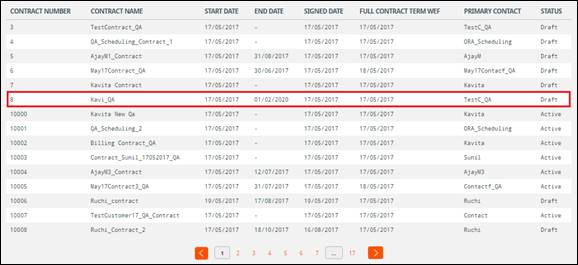 CONTRACT NUMBER CONTRACT NAME START DATE END DATE SIGNED DATE FULL CONTRACT TERM WEF PRIMARY CONTACT STATUS
3 TestContract_QA 17/05/2017 - 17/05/2017 17/05/2017 TestC_QA Draft
4 QA_Scheduling_Contract_1 17/05/2017 - 17/05/2017 17/05/2017 ORA_Scheduling Draft
5 AjayM1_Contract 17/05/2017 31/08/2017 17/05/2017 17/05/2017 AjayM Draft
6 May17Contract_QA 17/05/2017 30/06/2017 17/05/2017 18/05/2017 May17Contacf_QA Draft
7 Kavita Contract 17/05/2017 - 17/05/2017 17/05/2017 Kavita Draft
8 Kavi_QA 17/05/2017 01/02/2020 17/05/2017 17/05/2017 TestC_QA Draft
10000 Kavita New Qa 17/05/2017 - 17/05/2017 17/05/2017 Kavita Active
10001 QA_Scheduling_2 17/05/2017 - 17/05/2017 17/05/2017 ORA_Scheduling Active
10002 Billing Contract_QA 17/05/2017 - 17/05/2017 17/05/2017 Kavita Active
10003 Contract_Sunil_17052017_QA 17/05/2017 - 17/05/2017 17/05/2017 Sunil Active
10004 AjayM3_Contract 17/05/2017 12/07/2017 17/05/2017 17/05/2017 AjayM3 Active
10005 May17Contract3_QA 17/05/2017 31/07/2017 17/05/2017 18/05/2017 Contactf_QA Active
10006 Ruchi_contract 19/05/2017 17/08/2017 19/05/2017 19/05/2017 Ruchi Draft
10007 TestCustomer17_QA_Contract 17/05/2017 - 17/05/2017 17/05/2017 Contact Active
10008 Ruchi_Contract_2 17/05/2017 18/10/2017 16/08/2017 17/05/2017 Ruchi Draft
1 2 3 4 5 6 7 ... 17